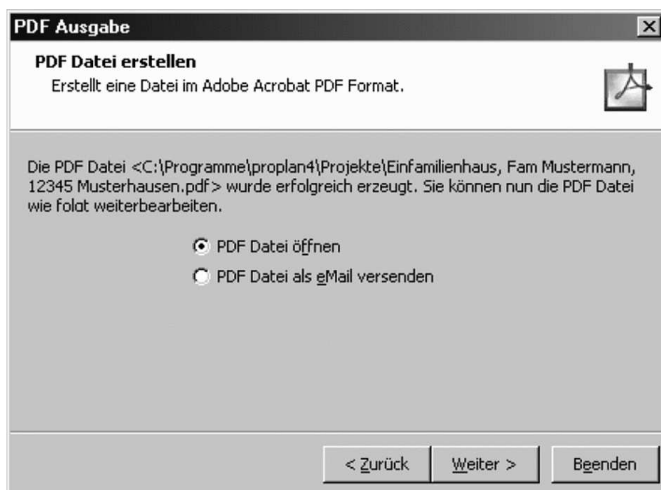 PDF Ausgabe
PDF Datei erstellen
Erstellt eine Datei im Adobe Acrobat PDF Format.
Die PDF Datei <C:\Programme\proplan4\Projekte\Einfamilienhaus, Fam Mustermann,
12345 Musterhausen.pdf> wurde erfolgreich erzeugt. Sie können nun die PDF Datei
wie folgt weiterbearbeiten.
PDF Datei öffnen
PDF Datei als eMail versenden
< Zurück Weiter > Beenden